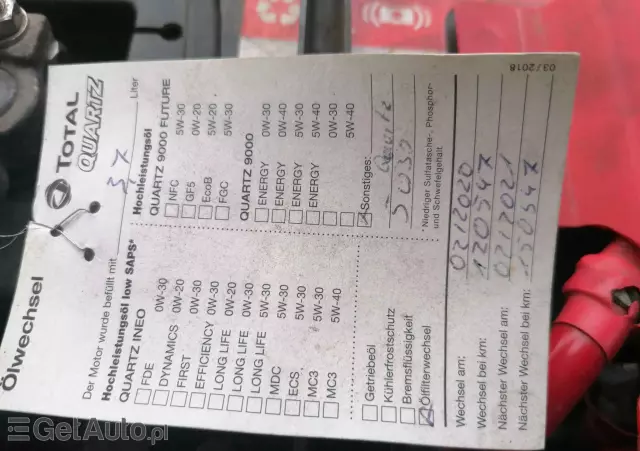 Ölwechsel
TOTAL
QUARTZ
Der Motor wurde befüllt mit
Liter
Hochleistungsöl low SAPS*
QUARTZ INEO
FDE 0W-30
DYNAMICS 0W-20
FIRST 0W-30
EFFICIENCY 0W-30
LONG LIFE 0W-20
LONG LIFE 0W-30
LONG LIFE 5W-30
MDC 5W-30
ECS 5W-30
MC3 5W-30
MC3 5W-40
Hochleistungsöl
QUARTZ 9000 FUTURE
NFC 5W-30
GF5 0W-20
EcoB 5W-20
FGC 5W-30
QUARTZ 9000
ENERGY 0W-30
ENERGY 0W-40
ENERGY 5W-30
ENERGY 5W-40
0W-40
5W-40
Sonstiges:
5030
*Niedriger Sulfatasche-, Phosphor-
und Schwefelgehalt.
Getriebeöl
Kühlerfrostschutz
Bremsflüssigkeit
Ölfilterwechsel
Wechsel am: 02/2020
Wechsel bei km: 120547
Nächster Wechsel am: 02/2021
Nächster Wechsel bei km: 150547
03/2018
GetAuto.pl